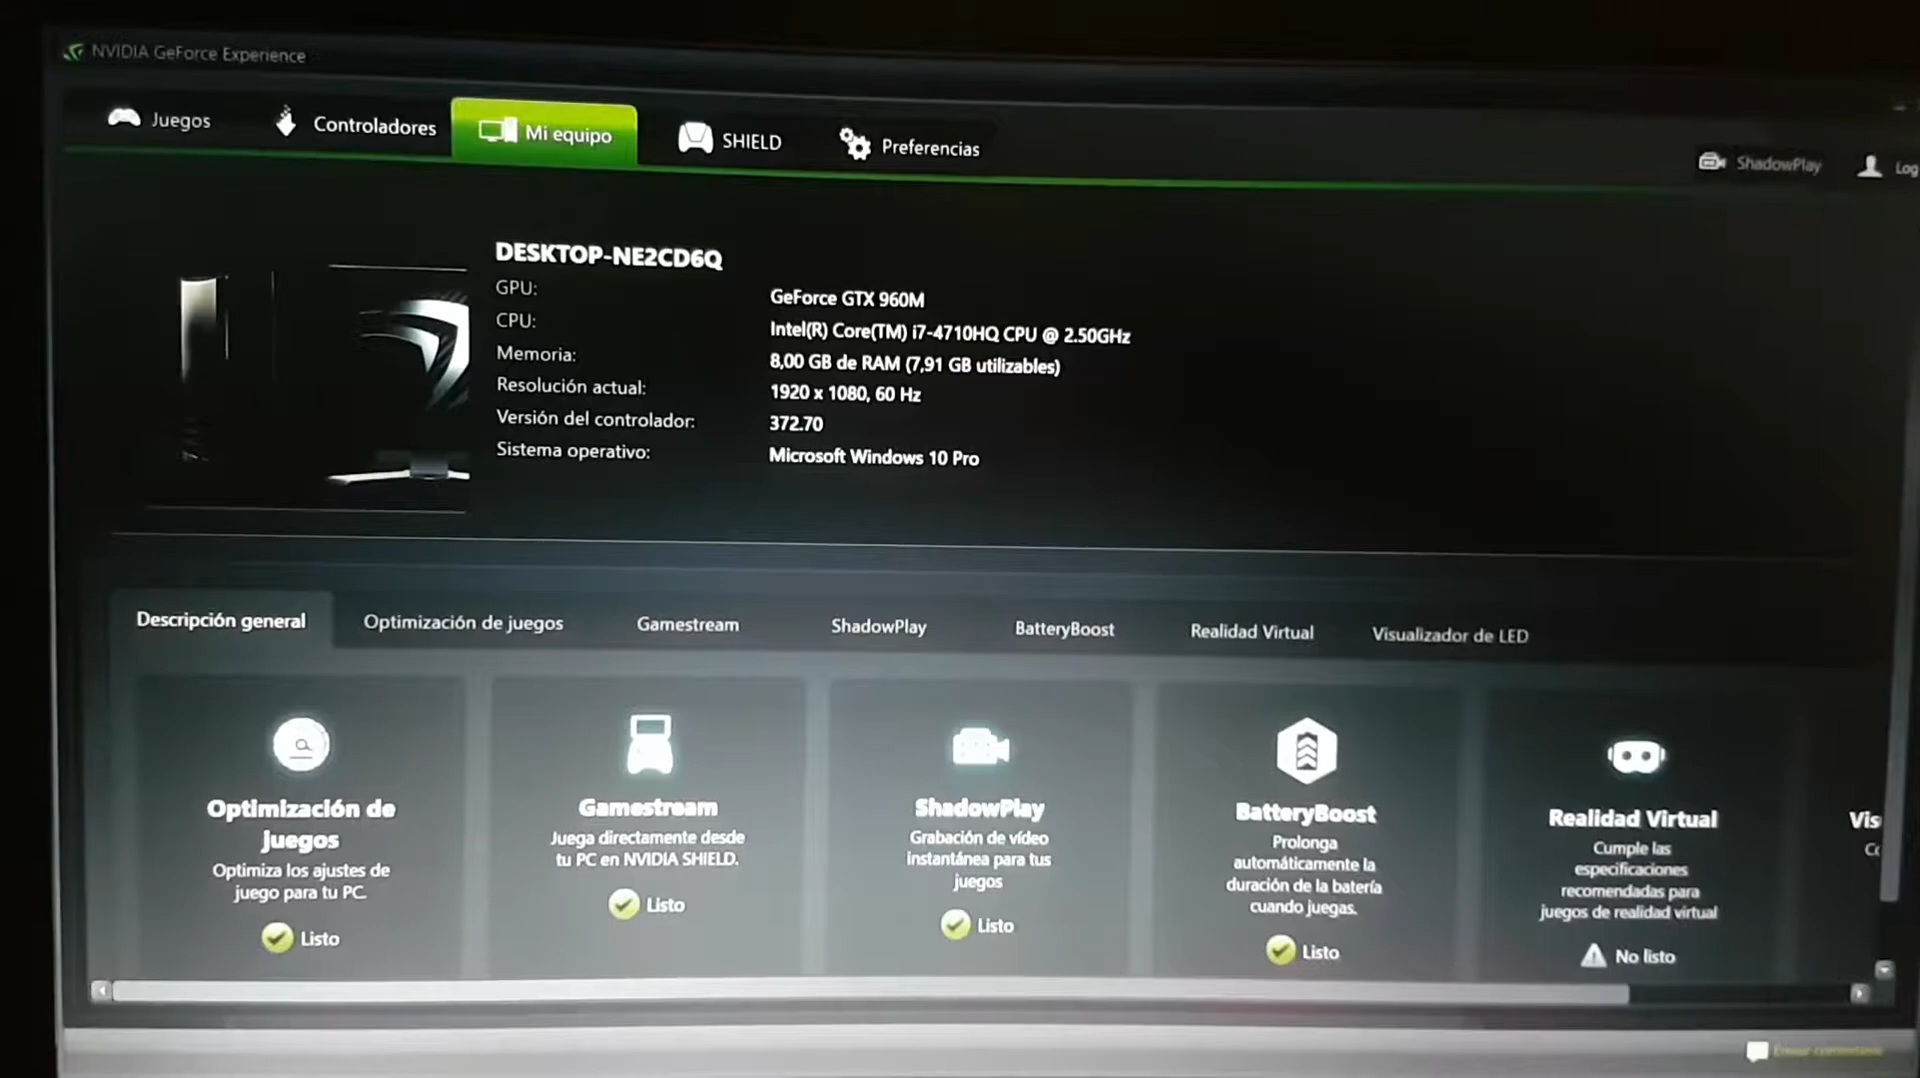 NVIDIA GeForce Experience
Juegos
Controladores
Mi equipo
SHIELD
Preferencias
ShadowPlay
Log
DESKTOP-NE2CD6Q
GPU:
GeForce GTX 960M
CPU:
Intel(R) Core(TM) i7-4710HQ CPU @ 2.50GHz
Memoria:
8,00 GB de RAM (7,91 GB utilizables)
Resolución actual:
1920 x 1080, 60 Hz
Versión del controlador:
372.70
Sistema operativo:
Microsoft Windows 10 Pro
Descripción general
Optimización de juegos
Gamestream
ShadowPlay
BatteryBoost
Realidad Virtual
Visualizador de LED
Optimización de
juegos
Optimiza los ajustes de
juego para tu PC.
Listo
Gamestream
Juega directamente desde
tu PC en NVIDIA SHIELD.
Listo
ShadowPlay
Grabación de vídeo
instantánea para tus
juegos
Listo
BatteryBoost
Prolonga
automáticamente la
duración de la batería
cuando juegas.
Listo
Realidad Virtual
Cumple las
especificaciones
recomendadas para
juegos de realidad virtual
No listo
Vis